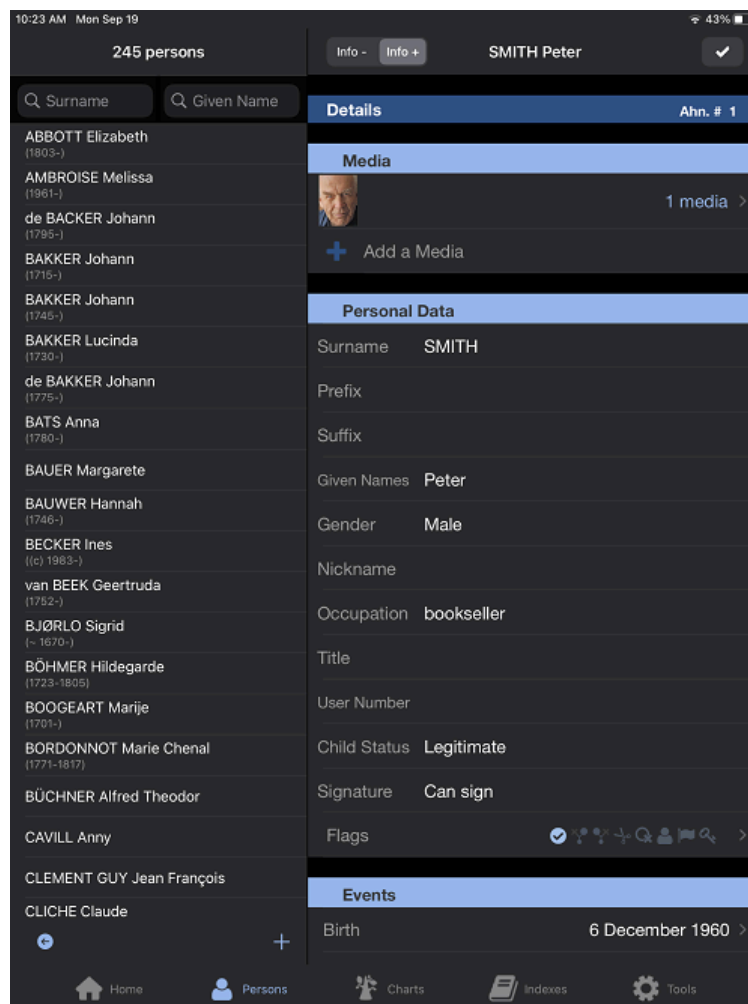 10:23 AM Mon Sep 19
43%
245 persons
Surname
Given Name
ABBOTT Elizabeth
(1803-)
AMBROISE Melissa
(1961-)
de BACKER Johann
(1795-)
BAKKER Johann
(1715-)
BAKKER Johann
(1745-)
BAKKER Lucinda
(1730-)
de BAKKER Johann
(1775-)
BATS Anna
(1780-)
BAUER Margarete
BAUWER Hannah
(1746-)
BECKER Ines
((c) 1983-)
van BEEK Geertruda
(1752-)
BJØRLO Sigrid
(~ 1670-)
BÖHMER Hildegarde
(1723-1805)
BOOGEART Marije
(1701-)
BORDONNOT Marie Chenal
(1771-1817)
BÜCHNER Alfred Theodor
CAVILL Anny
CLEMENT GUY Jean François
CLICHE Claude
Info -
Info +
SMITH Peter
Details
Ahn. # 1
Media
1 media
Add a Media
Personal Data
Surname SMITH
Prefix
Suffix
Given Names Peter
Gender Male
Nickname
Occupation bookseller
Title
User Number
Child Status Legitimate
Signature Can sign
Flags
Events
Birth 6 December 1960
Home
Persons
Charts
Indexes
Tools